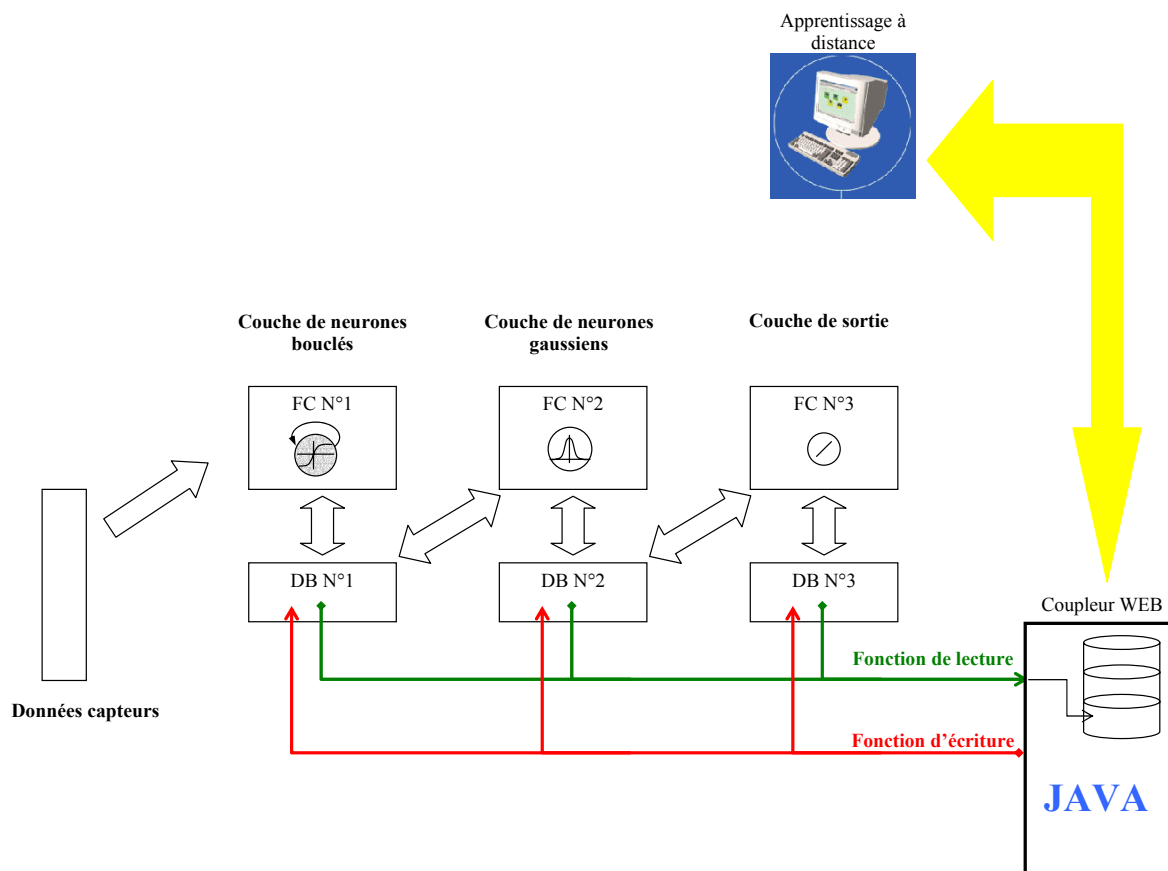 Apprentissage à
distance
Couche de neurones
bouclés
Couche de neurones
gaussiens
Couche de sortie
FC N°1
FC N°2
FC N°3
DB N°1
DB N°2
DB N°3
Coupleur WEB
Fonction de lecture
Données capteurs
Fonction d'écriture
JAVA